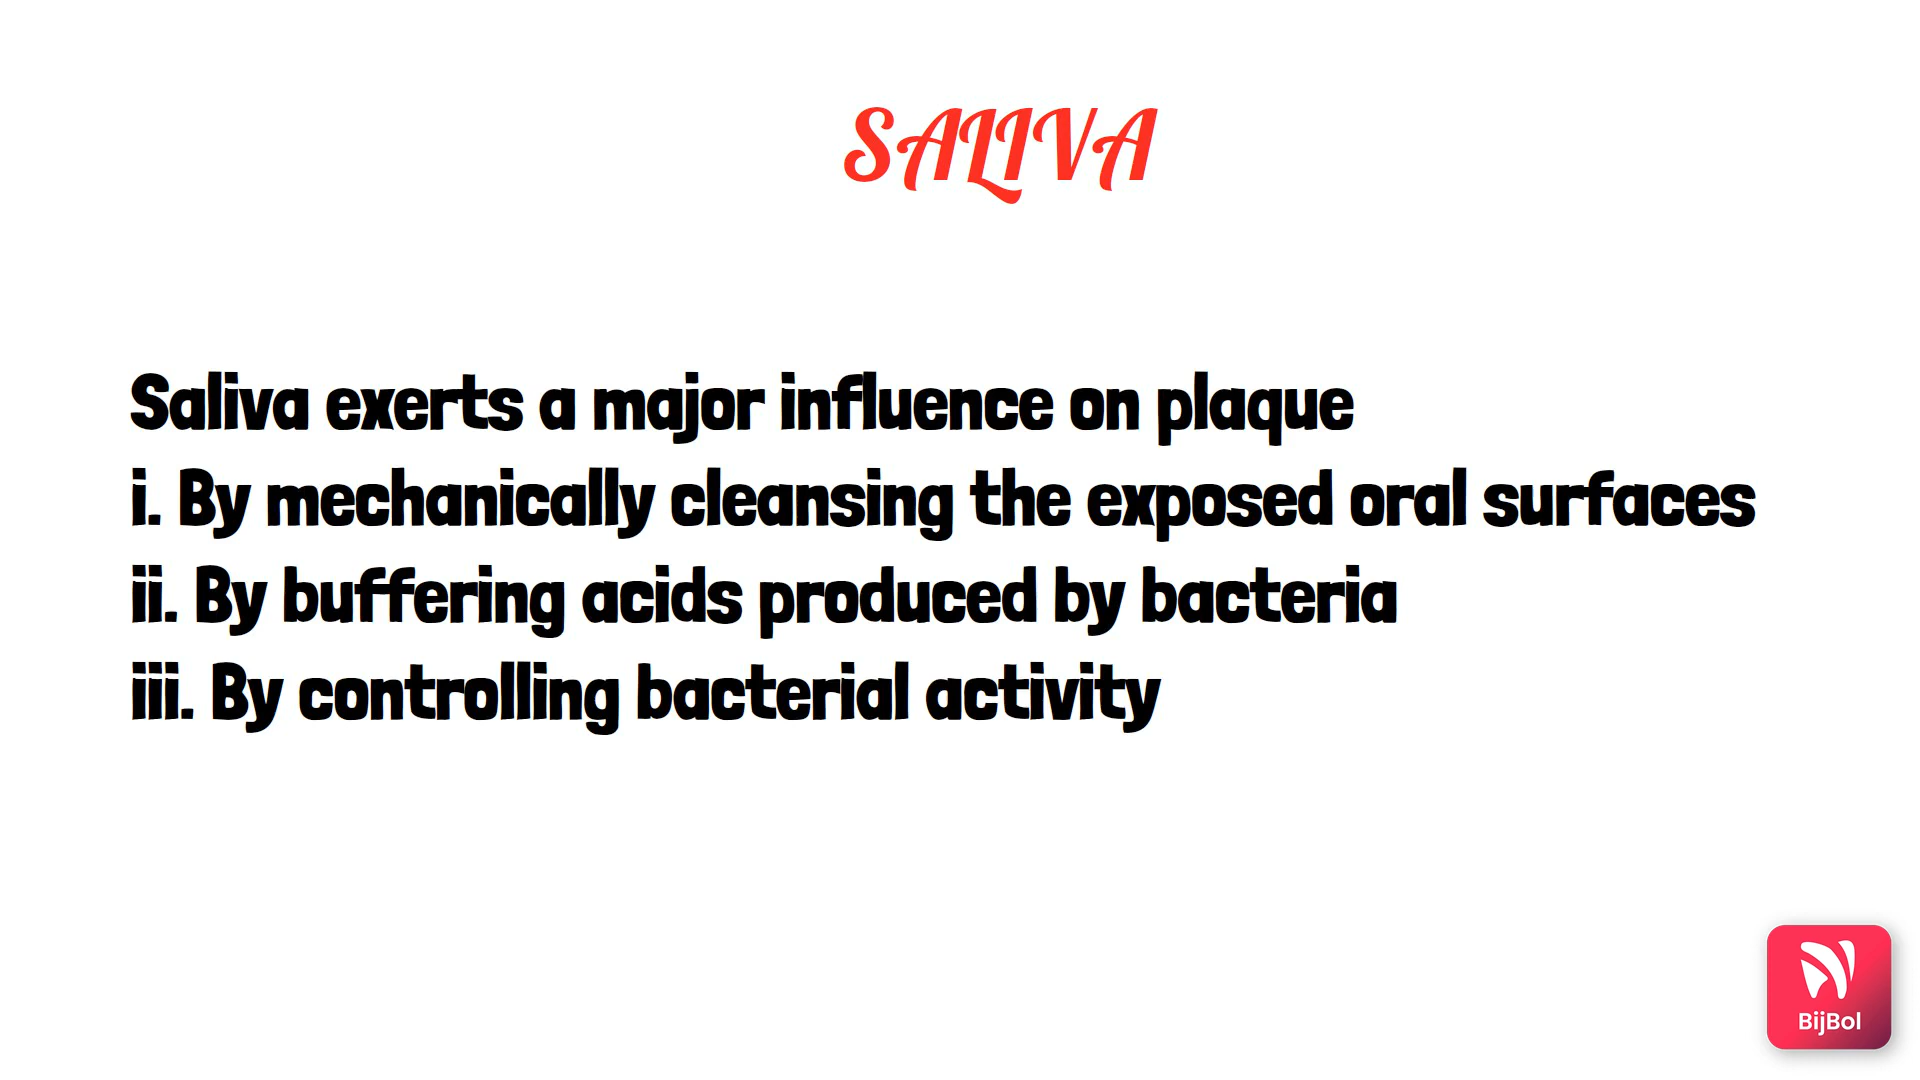 SALIVA
Saliva exerts a major influence on plaque
i. By mechanically cleansing the exposed oral surfaces
ii. By buffering acids produced by bacteria
iii. By controlling bacterial activity
BijBol